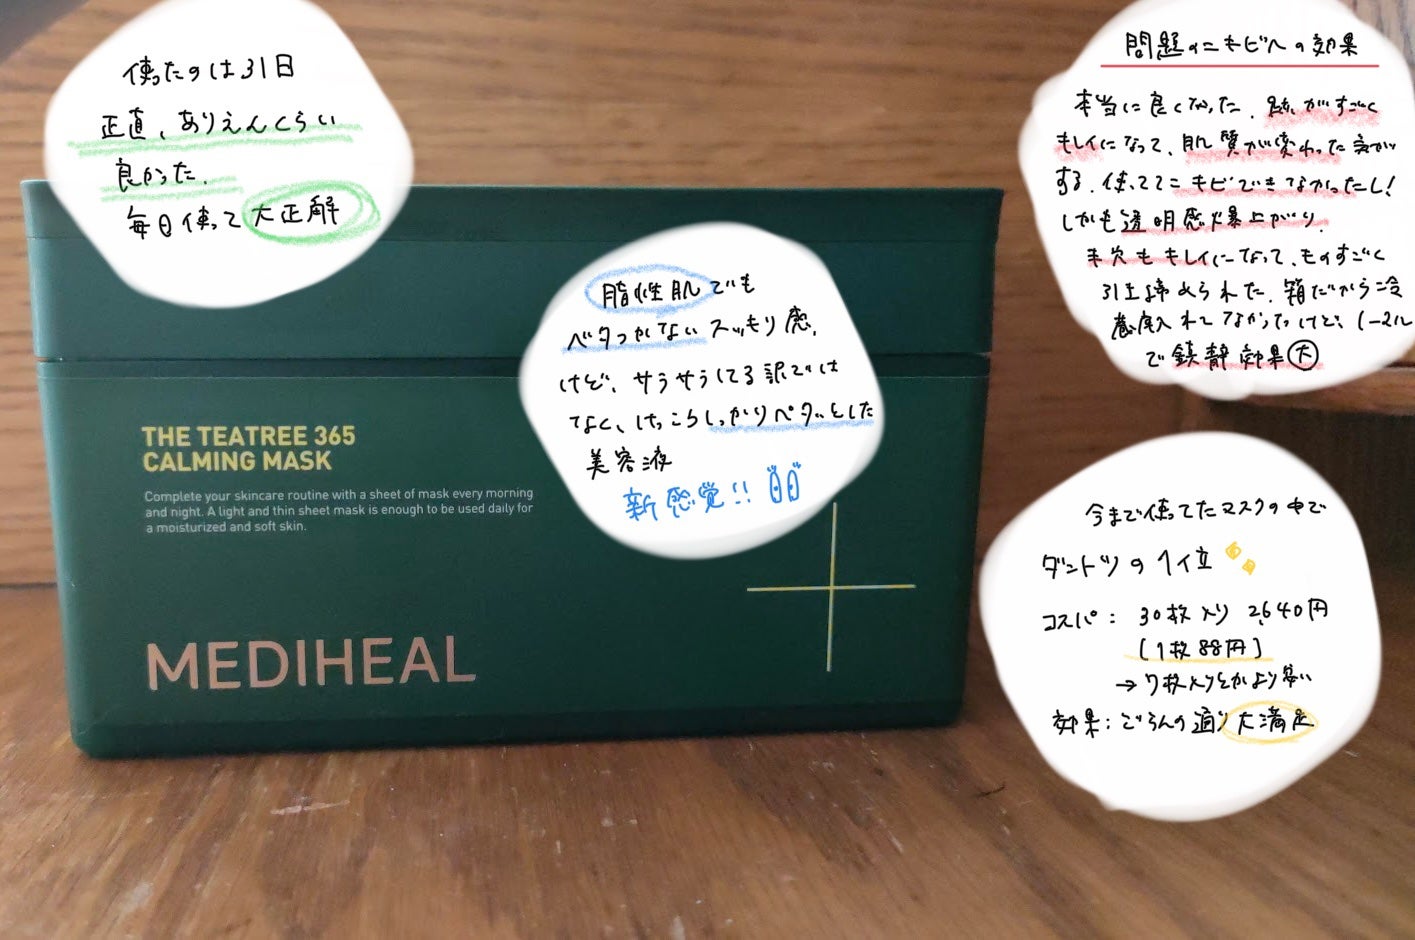 使ったのは31日
正直、ありえんくらい
良かった.
毎日使って大正解
問題のニキビへの効果
本当に良くなった. 跡がすごく
キレイになって、肌質が変わった気が
する. 使っててニキビできなかったし!
しかも透明感爆上がり.
毛穴もキレイになって、ものすごく
引き締められた. 箱だから冷
蔵庫入れてなかったけど、1-2ル
で鎮静効果大
脂性肌でも
ベタつかないスッキリ感.
けど、サラサラしてる訳では
なく、けっこうしっかりペタッとした
美容液
新感覚!!
今まで使ってたマスクの中で
ダントツの1位
コスパ: 30枚入り 2,640円
(1枚88円)
→7枚入りとかより安い
効果:ごらんの通り大満足
THE TEATREE 365
CALMING MASK
Complete your skincare routine with a sheet of mask every morning
and night. A light and thin sheet mask is enough to be used daily for
a moisturized and soft skin.
MEDIHEAL